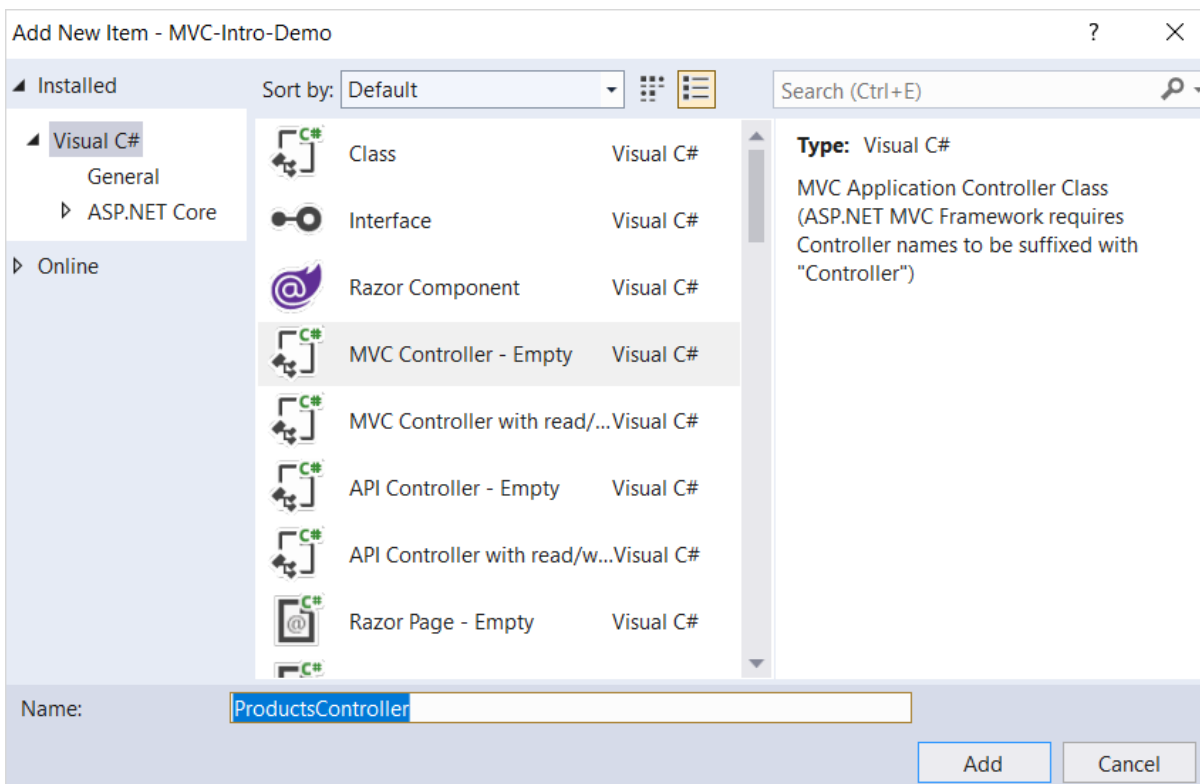 Add New Item - MVC-Intro-Demo
?
Installed
Sort by: Default
Search (Ctrl+E)
Visual C#
General
ASP.NET Core
Online
Class Visual C#
Interface Visual C#
Razor Component Visual C#
MVC Controller - Empty Visual C#
MVC Controller with read/...Visual C#
API Controller - Empty Visual C#
API Controller with read/w...Visual C#
Razor Page - Empty Visual C#
Type: Visual C#
MVC Application Controller Class
(ASP.NET MVC Framework requires
Controller names to be suffixed with
"Controller")
Name: ProductsController
Add Cancel